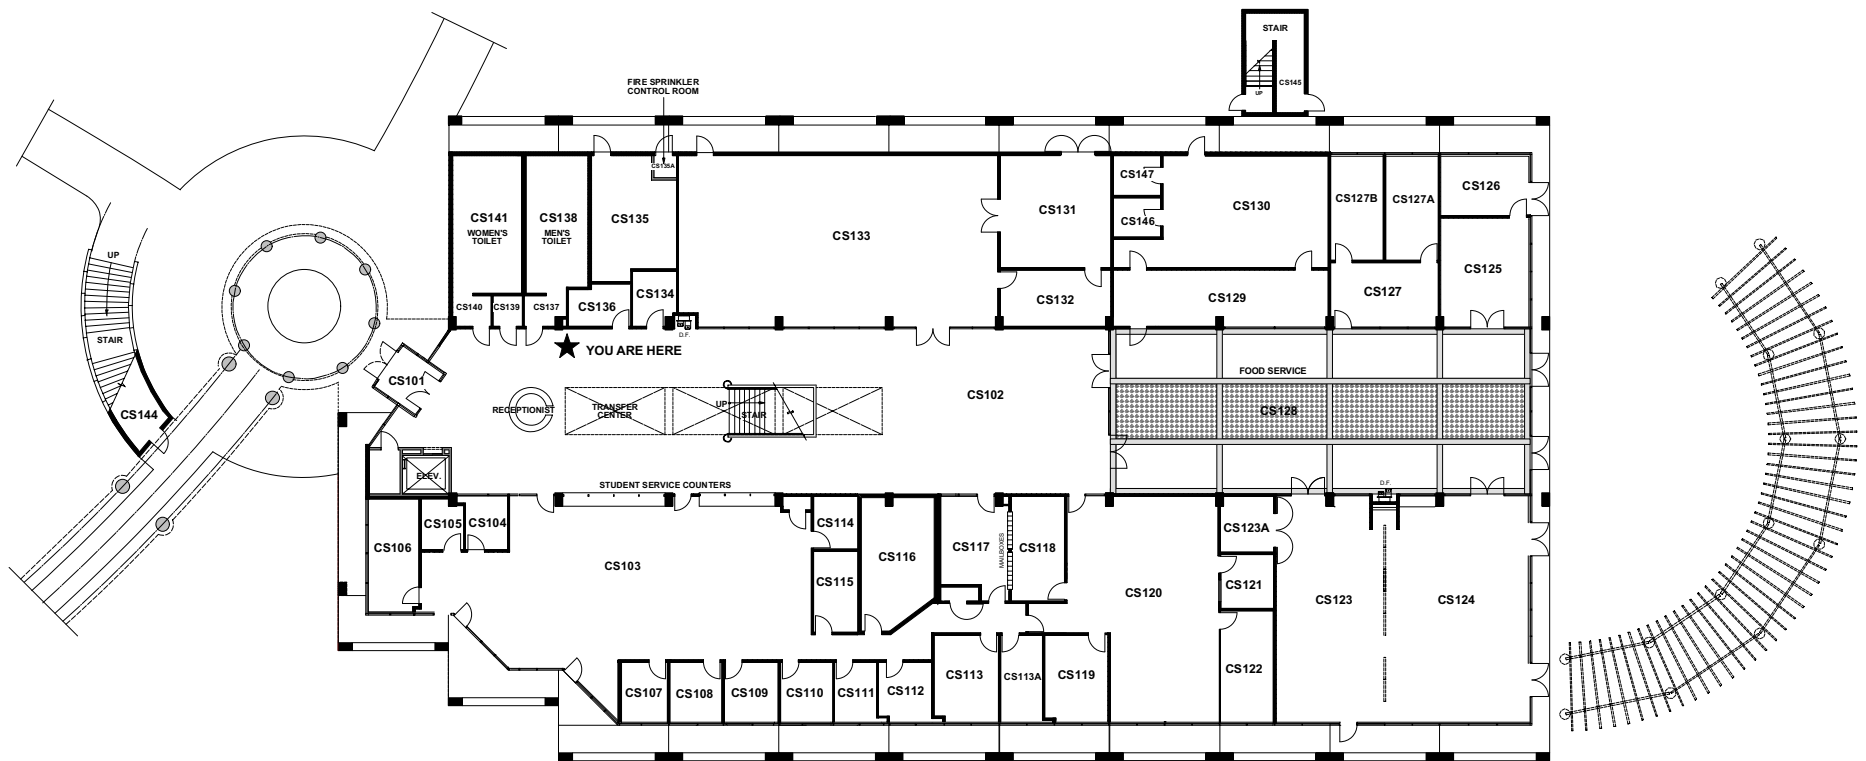 STAIR
UP
CS145
FIRE SPRINKLER
CONTROL ROOM
CS135A
CS141
WOMEN'S
TOILET
CS138
MEN'S
TOILET
CS135
CS133
CS131
CS147
CS146
CS130
CS127B
CS127A
CS126
CS125
CS140
CS139
CS137
CS136
CS134
CS132
CS129
CS127
D.F.
UP
STAIR
CS144
CS101
YOU ARE HERE
RECEPTIONIST
TRANSFER
CENTER
UP
STAIR
CS102
FOOD SERVICE
CS128
ELEV.
STUDENT SERVICE COUNTERS
D.F.
CS106
CS105
CS104
CS103
CS114
CS115
CS116
CS117
MAILBOXES
CS118
CS120
CS123A
CS121
CS122
CS123
CS124
CS107
CS108
CS109
CS110
CS111
CS112
CS113
CS113A
CS119